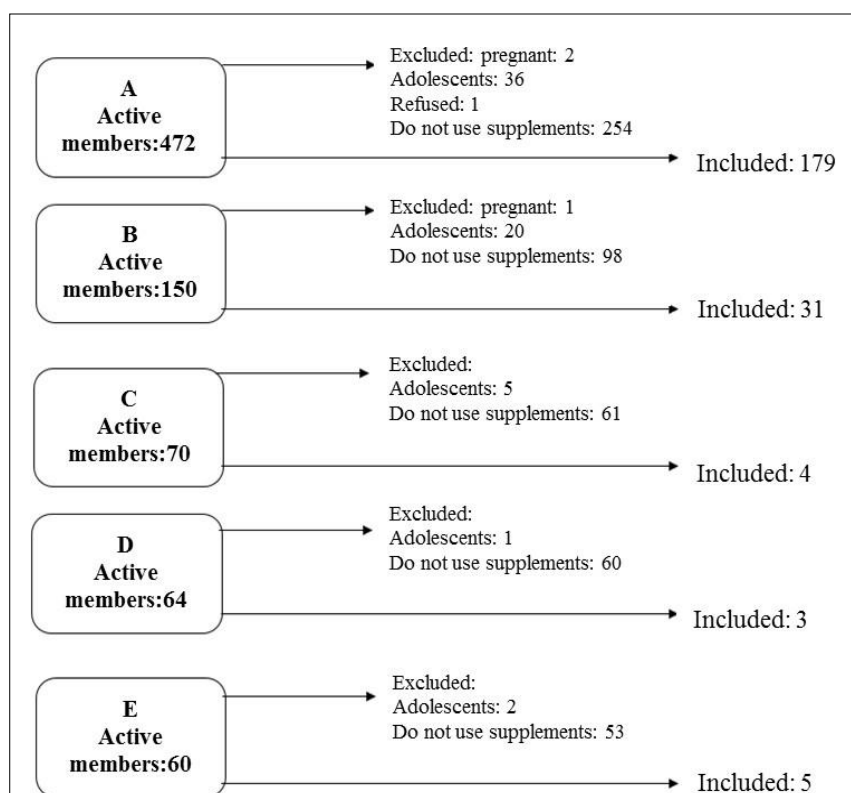 A
Active
members:472
Excluded: pregnant: 2
Adolescents: 36
Refused: 1
Do not use supplements: 254
Included: 179
B
Active
members:150
Excluded: pregnant: 1
Adolescents: 20
Do not use supplements: 98
Included: 31
C
Active
members:70
Excluded:
Adolescents: 5
Do not use supplements: 61
Included: 4
D
Active
members:64
Excluded:
Adolescents: 1
Do not use supplements: 60
Included: 3
E
Active
members:60
Excluded:
Adolescents: 2
Do not use supplements: 53
Included: 5